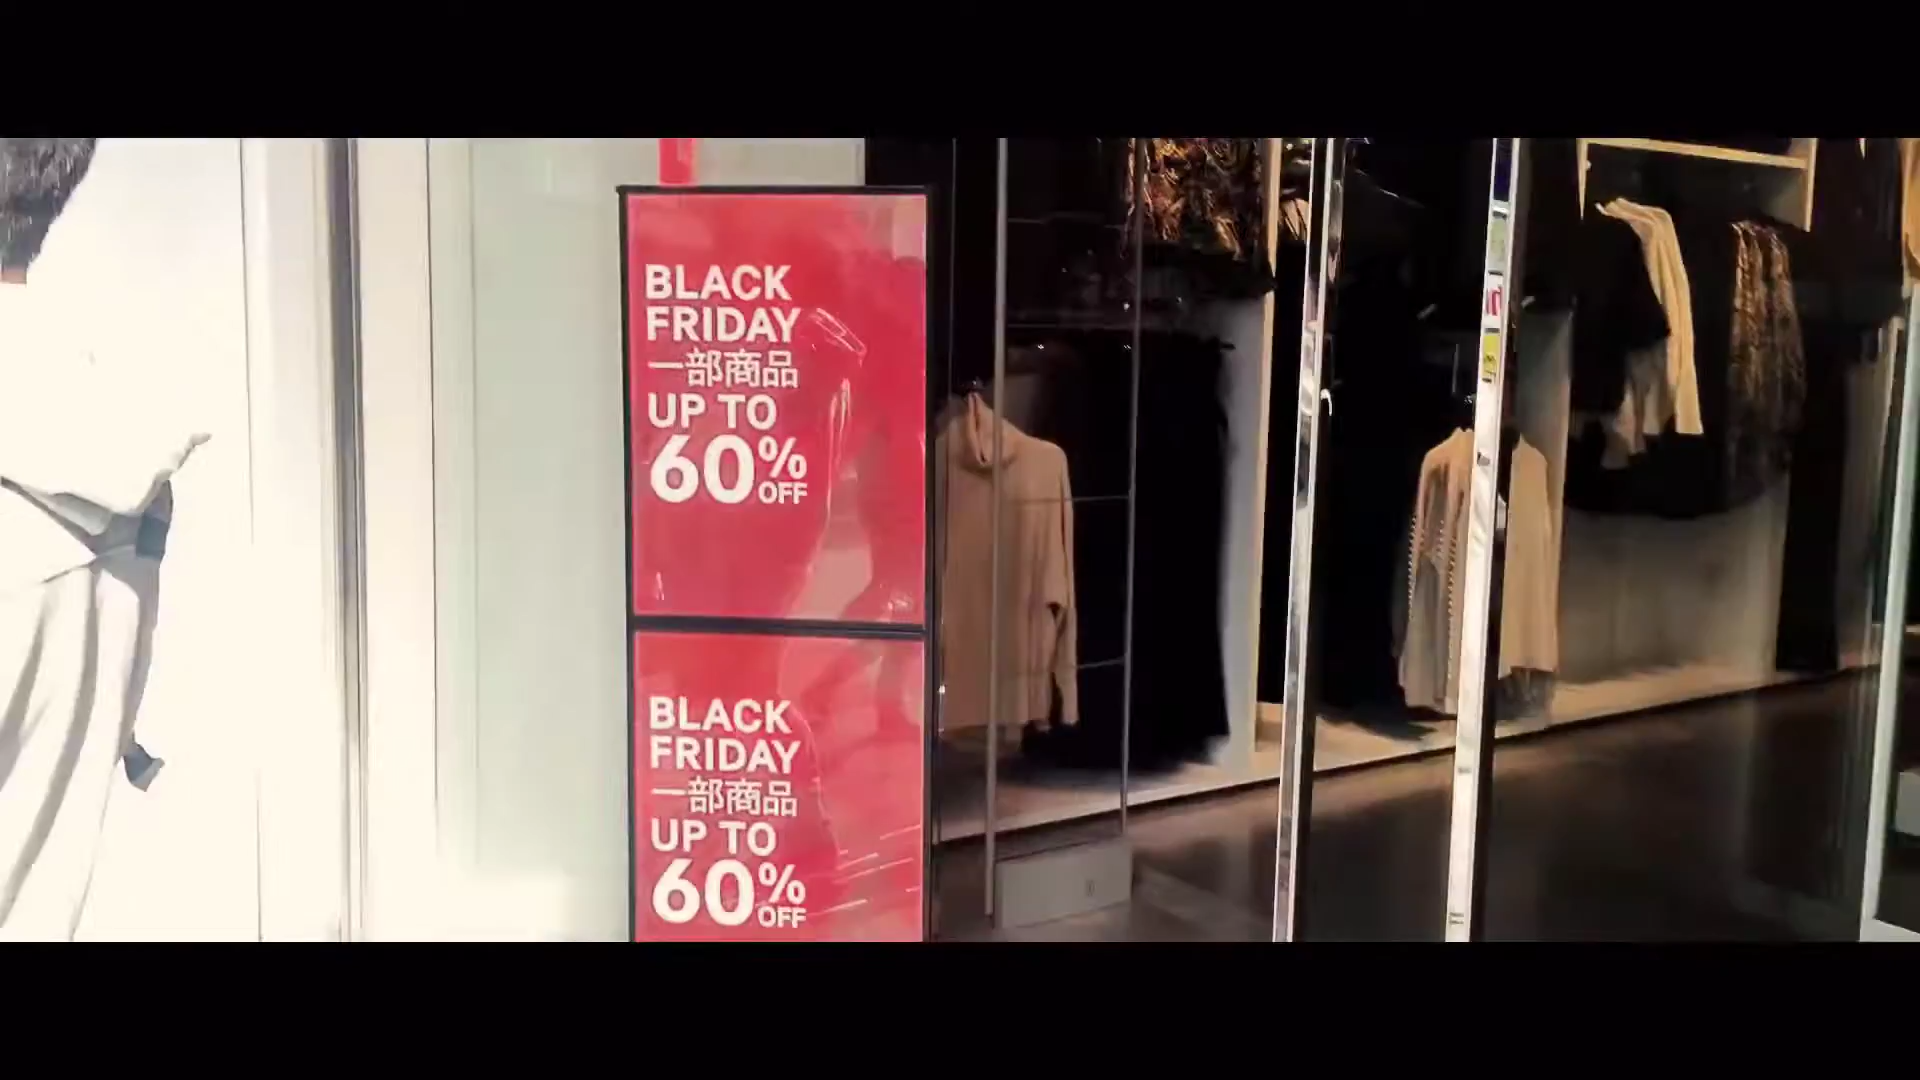 BLACK
FRIDAY
一部商品
UP TO
60%
OFF
BLACK
FRIDAY
一部商品
UP TO
60%
OFF